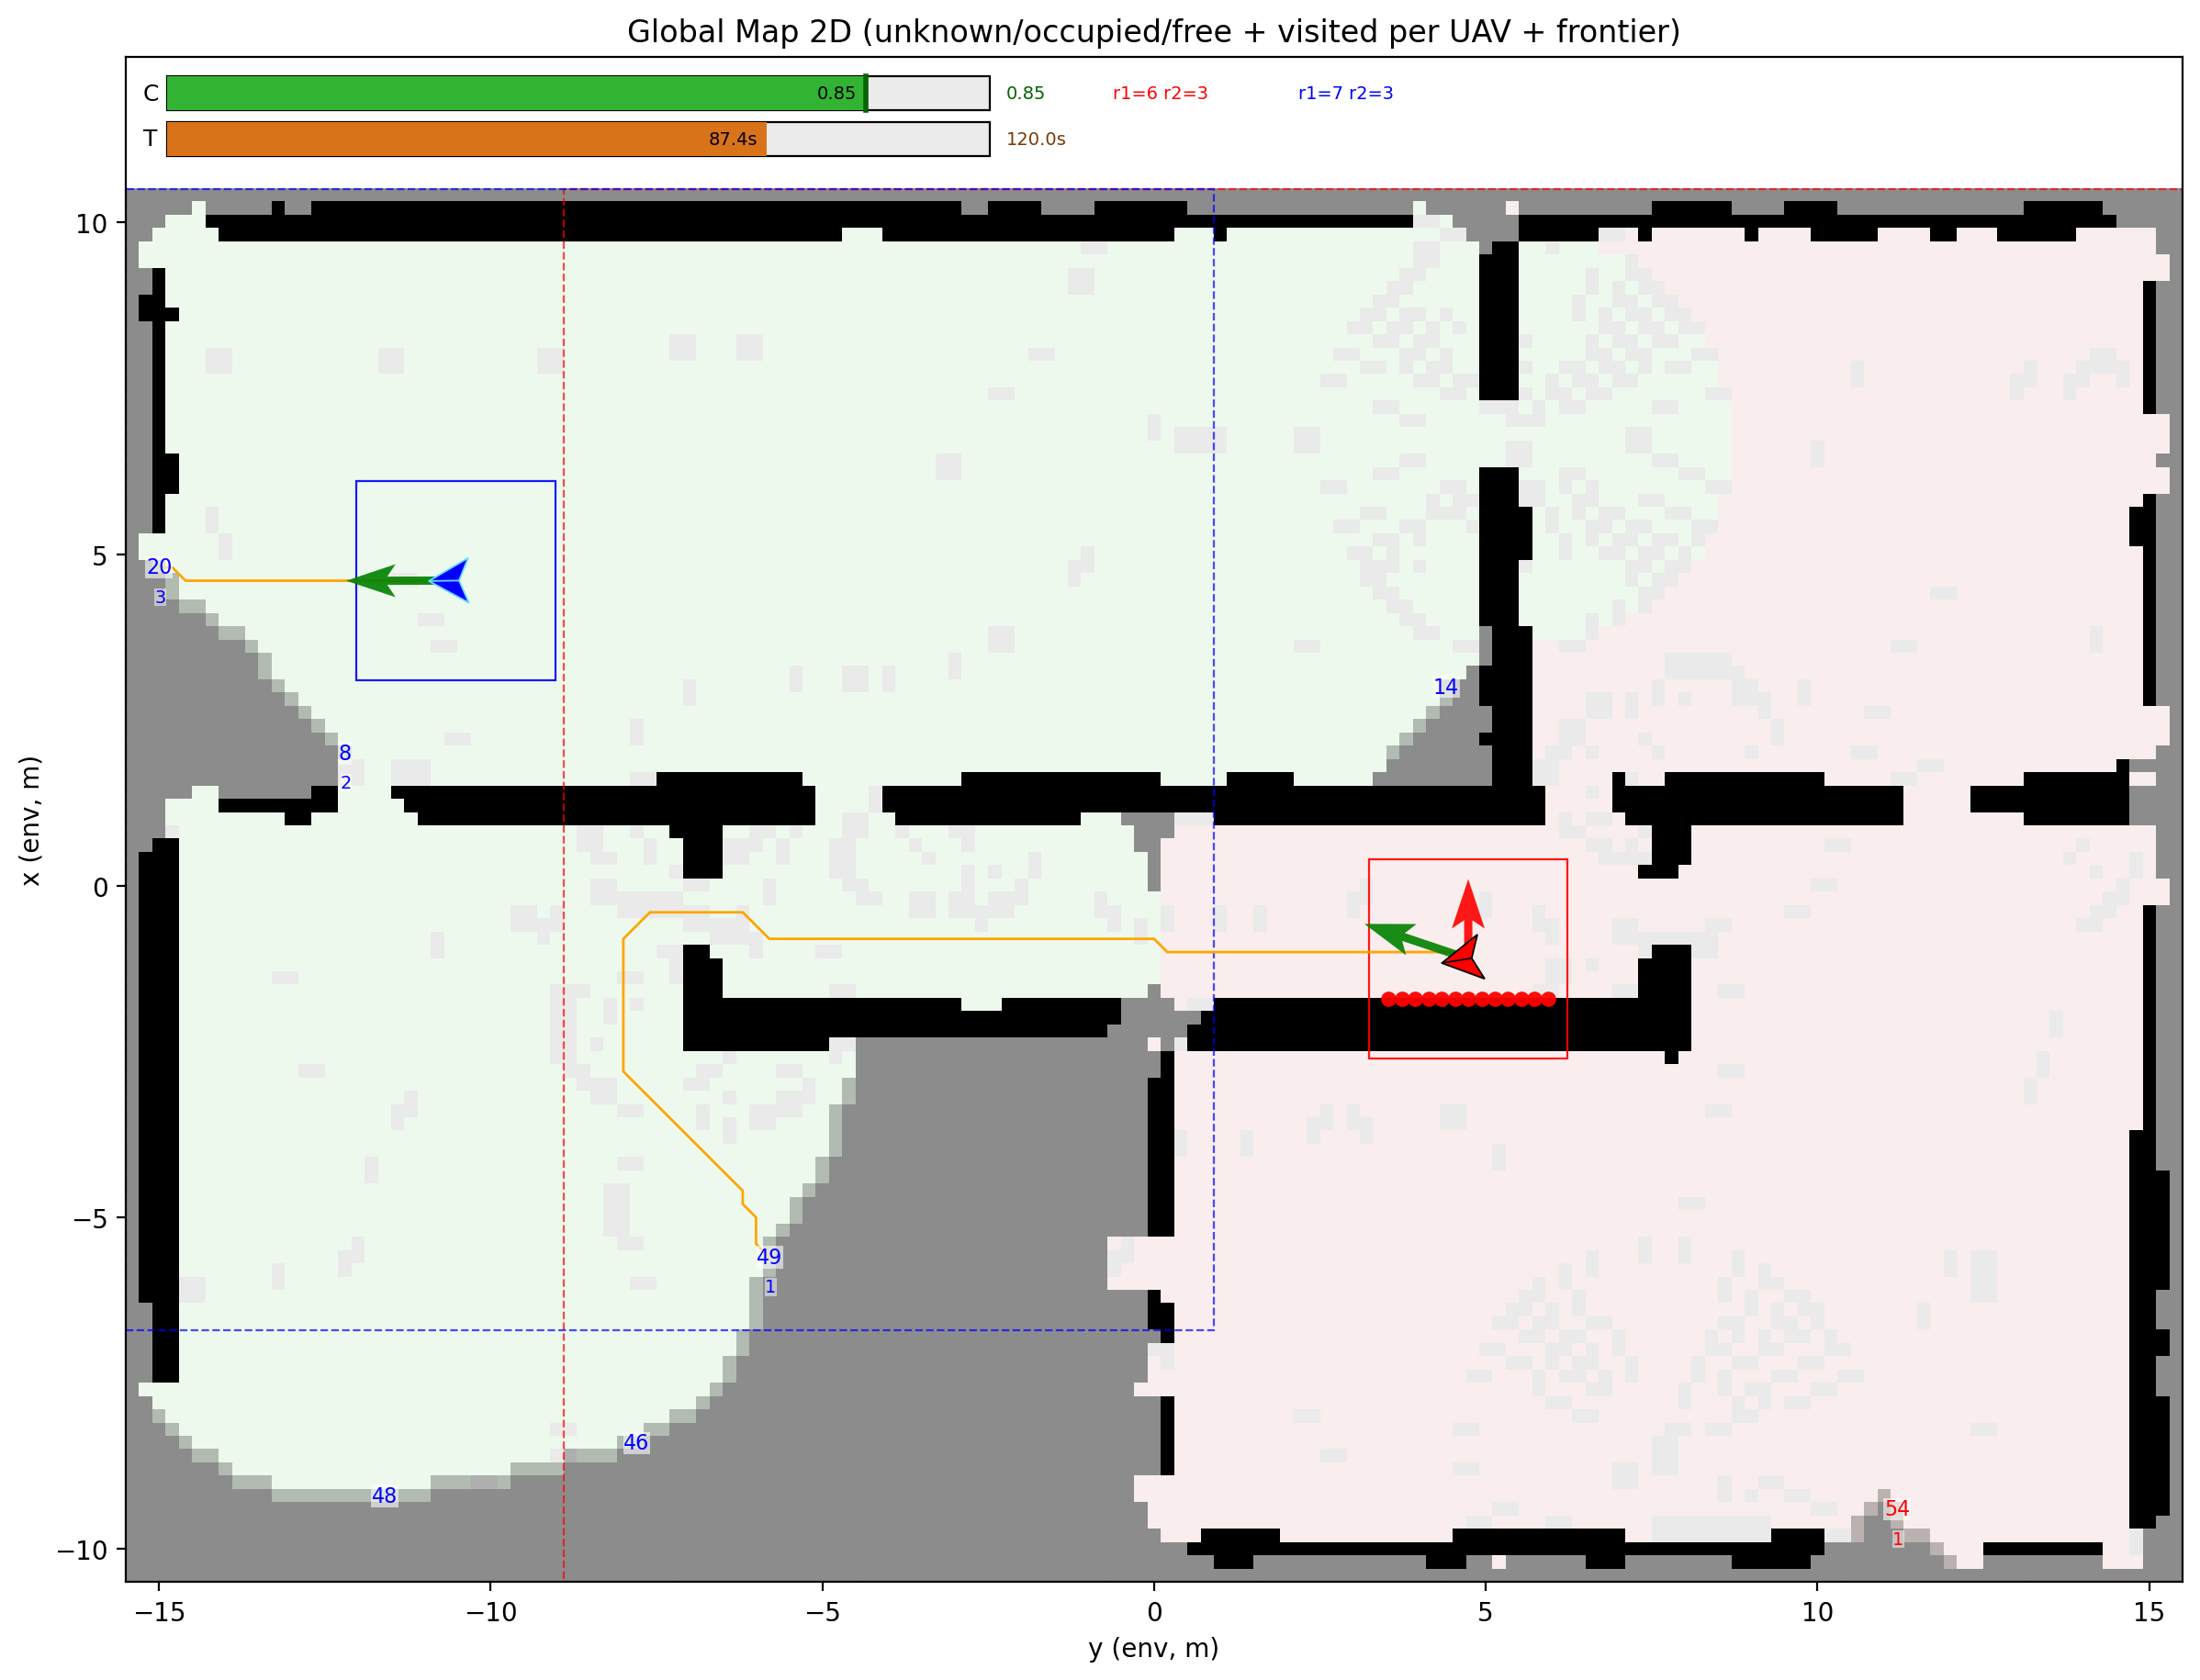 Global Map 2D (unknown/occupied/free + visited per UAV + frontier)
C 0.85 0.85 r1=6 r2=3 r1=7 r2=3
T 87.4s 120.0s
10
5
0
−5
−10
x (env, m)
20
3
8
2
14
49
1
46
48
54
1
−15 −10 −5 0 5 10 15
y (env, m)